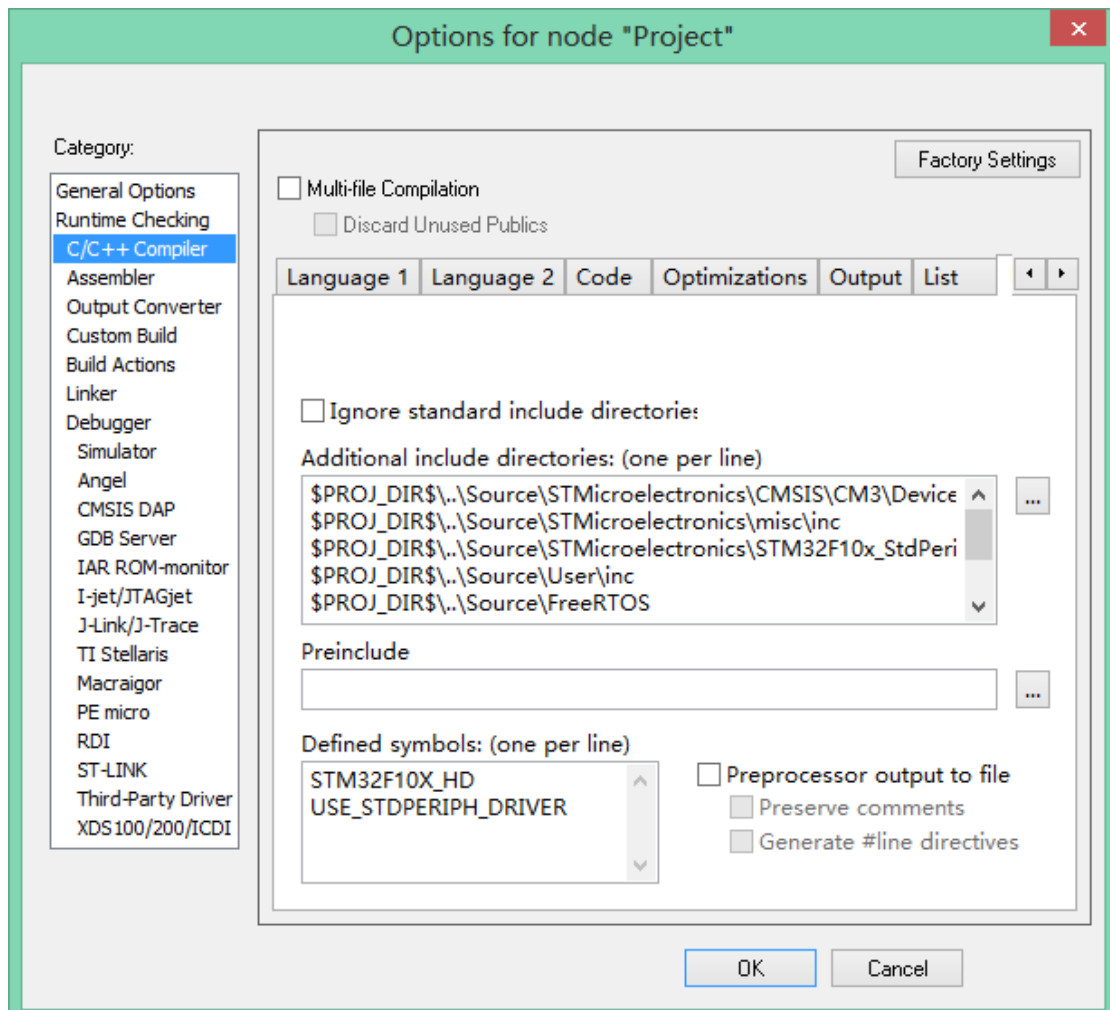 Options for node "Project"
Category:
General Options
Runtime Checking
C/C++ Compiler
Assembler
Output Converter
Custom Build
Build Actions
Linker
Debugger
Simulator
Angel
CMSIS DAP
GDB Server
IAR ROM-monitor
I-jet/JTAGjet
J-Link/J-Trace
TI Stellaris
Macraigor
PE micro
RDI
ST-LINK
Third-Party Driver
XDS100/200/ICDI
Factory Settings
Multi-file Compilation
Discard Unused Publics
Language 1 Language 2 Code Optimizations Output List
Ignore standard include directories
Additional include directories: (one per line)
$PROJ_DIR$\..\Source\STMicroelectronics\CMSIS\CM3\Device
$PROJ_DIR$\..\Source\STMicroelectronics\misc\inc
$PROJ_DIR$\..\Source\STMicroelectronics\STM32F10x_StdPeri
$PROJ_DIR$\..\Source\User\inc
$PROJ_DIR$\..\Source\FreeRTOS
...
Preinclude
...
Defined symbols: (one per line)
STM32F10X_HD
USE_STDPERIPH_DRIVER
Preprocessor output to file
Preserve comments
Generate #line directives
OK Cancel